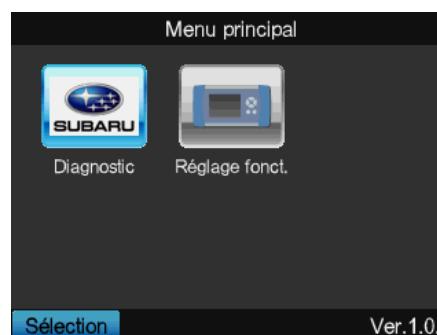 Menu principal
SUBARU
Diagnostic Réglage fonct.
Sélection Ver.1.0.